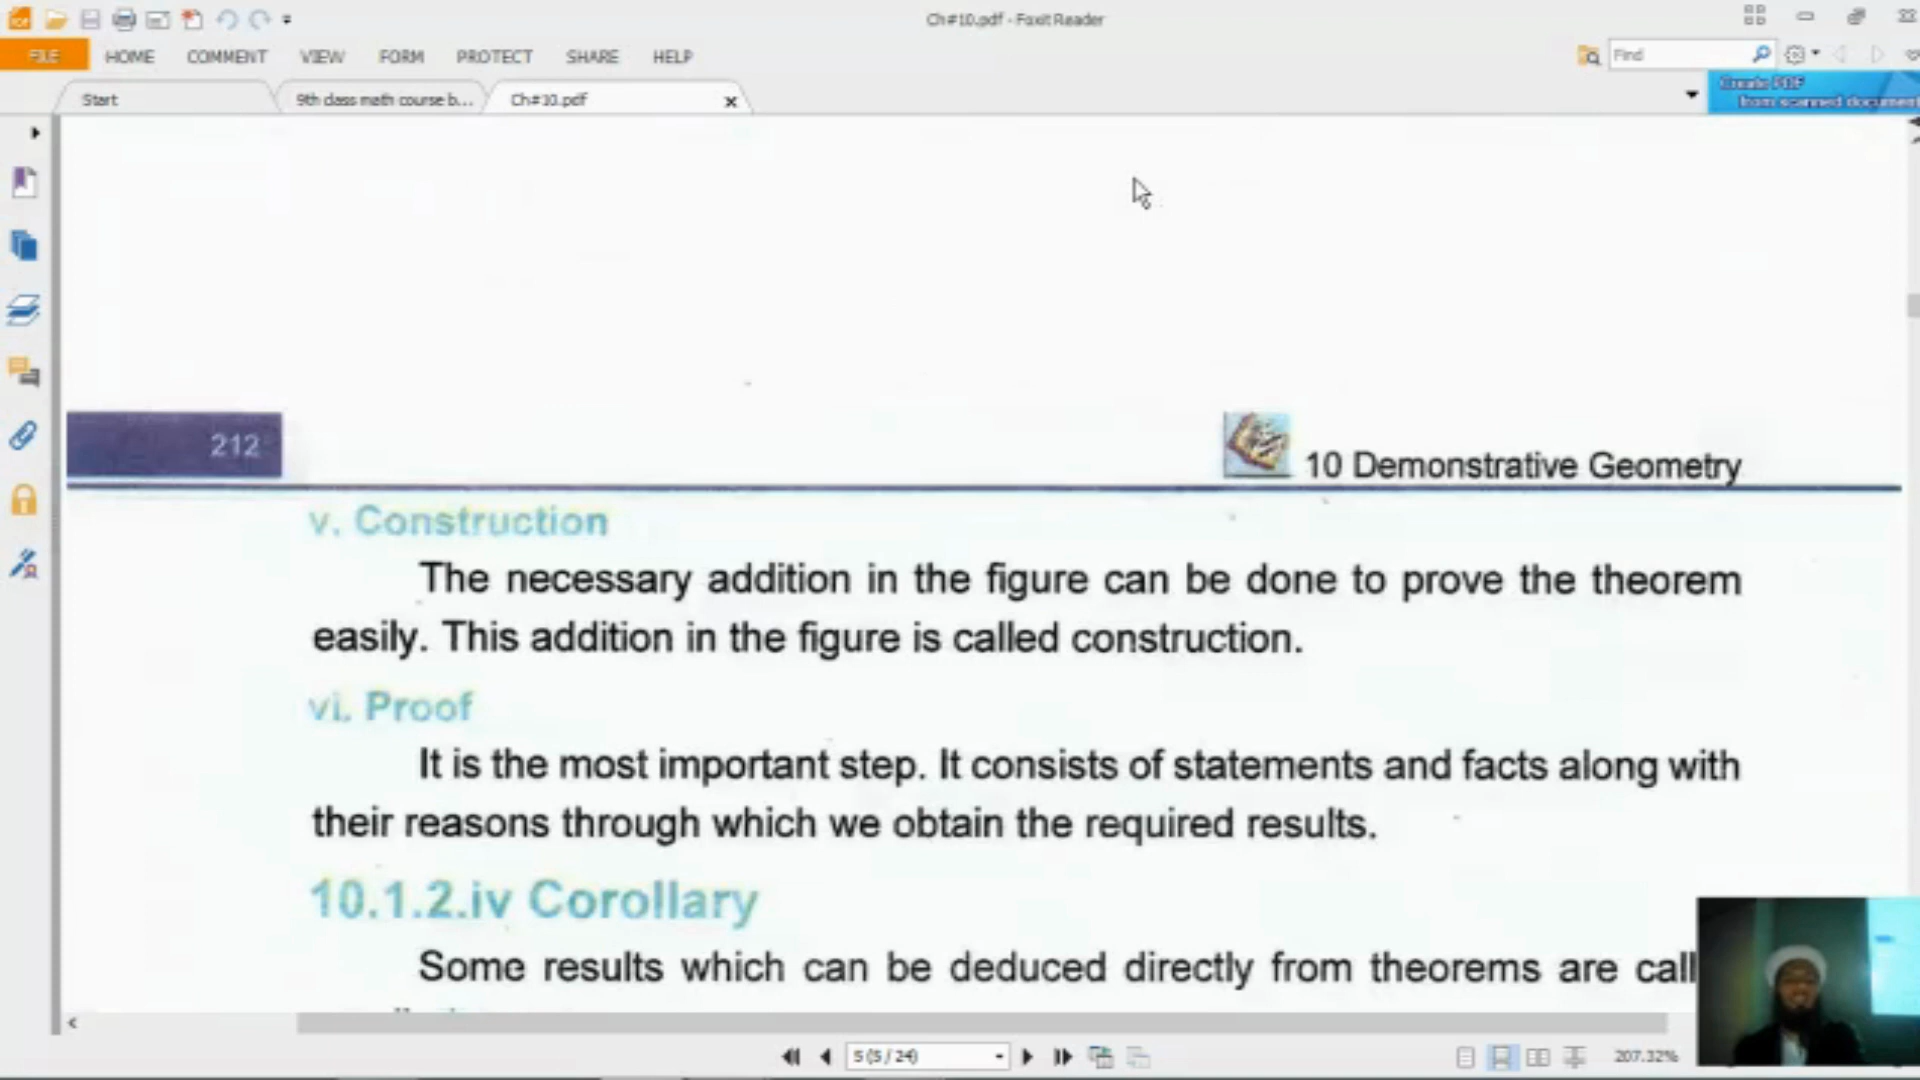 Ch#10.pdf - Foxit Reader
FILE HOME COMMENT VIEW FORM PROTECT SHARE HELP
Find
Start 9th class math course b... Ch#10.pdf
Create PDF
from scanned document
212
10 Demonstrative Geometry
v. Construction
The necessary addition in the figure can be done to prove the theorem
easily. This addition in the figure is called construction.
vi. Proof
It is the most important step. It consists of statements and facts along with
their reasons through which we obtain the required results.
10.1.2.iv Corollary
Some results which can be deduced directly from theorems are call
5 (5 / 24)
207.32%